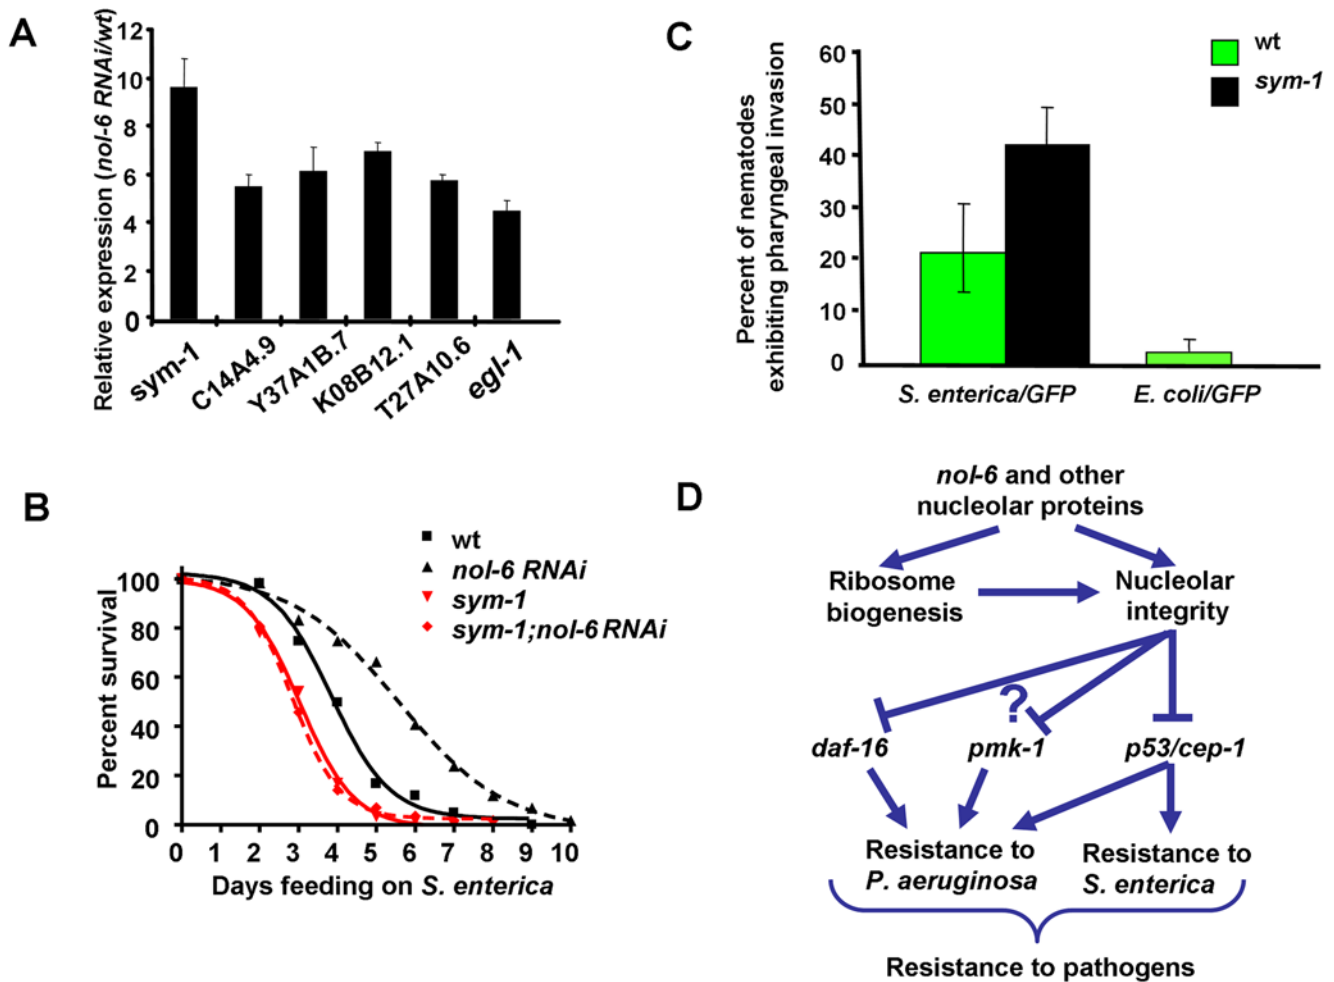 A
Relative expression (nol-6 RNAi/wt)
12
10
8
6
4
2
0
sym-1
C14A4.9
Y37A1B.7
K08B12.1
T27A10.6
egl-1
C
Percent of nematodes
exhibiting pharyngeal invasion
60
50
40
30
20
10
0
wt
sym-1
S. enterica/GFP
E. coli/GFP
B
Percent survival
100
80
60
40
20
0
wt
nol-6 RNAi
sym-1
sym-1;nol-6 RNAi
0 1 2 3 4 5 6 7 8 9 10
Days feeding on S. enterica
D
nol-6 and other
nucleolar proteins
Ribosome
biogenesis
Nucleolar
integrity
?
daf-16
pmk-1
p53/cep-1
Resistance to
P. aeruginosa
Resistance to
S. enterica
Resistance to pathogens